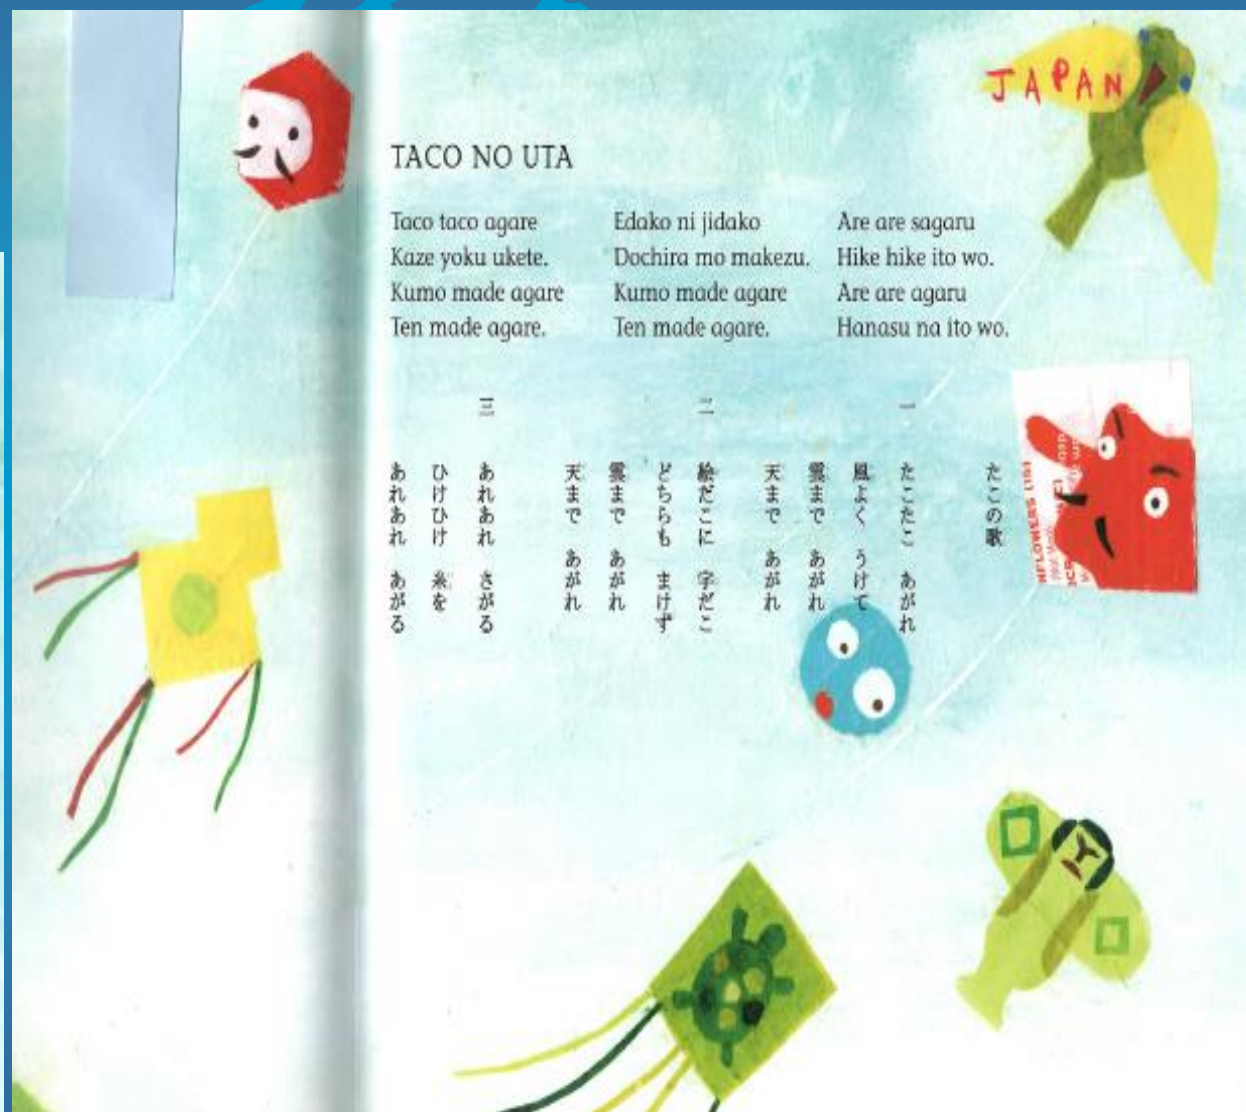 JAPAN
TACO NO UTA
Taco taco agare
Kaze yoku ukete.
Kumo made agare
Ten made agare.
Edako ni jidako
Dochira mo makezu.
Kumo made agare
Ten made agare.
Are are sagaru
Hike hike ito wo.
Are are agaru
Hanasu na ito wo.
たこの歌
一
たこたこ あがれ
風よく うけて
雲まで あがれ
天まで あがれ
二
絵だこに 字だこ
どちらも まけず
雲まで あがれ
天まで あがれ
三
あれあれ さがる
ひけひけ 糸を
あれあれ あがる
NFLOWERS (16)